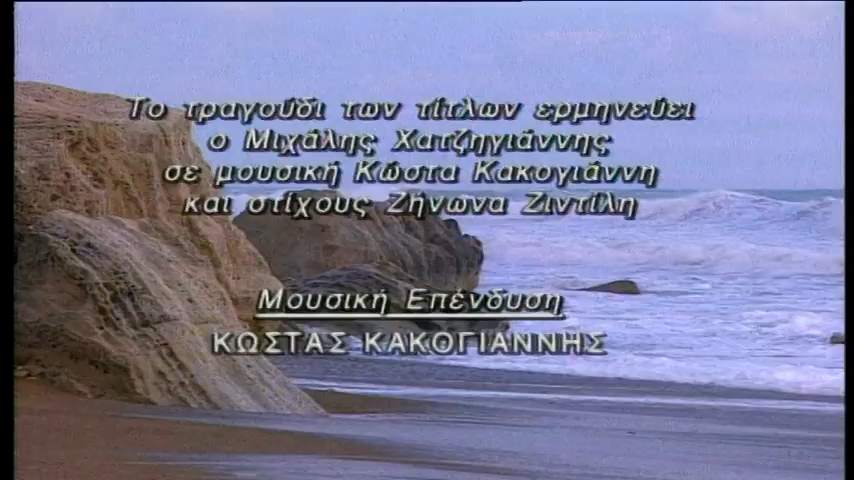 Το τραγούδι των τίτλων ερμηνεύει
ο Μιχάλης Χατζηγιάννης
σε μουσική Κώστα Κακογιάννη
και στίχους Ζήνωνα Ζιντίλη
Μουσική Επένδυση
ΚΩΣΤΑΣ ΚΑΚΟΓΙΑΝΝΗΣ